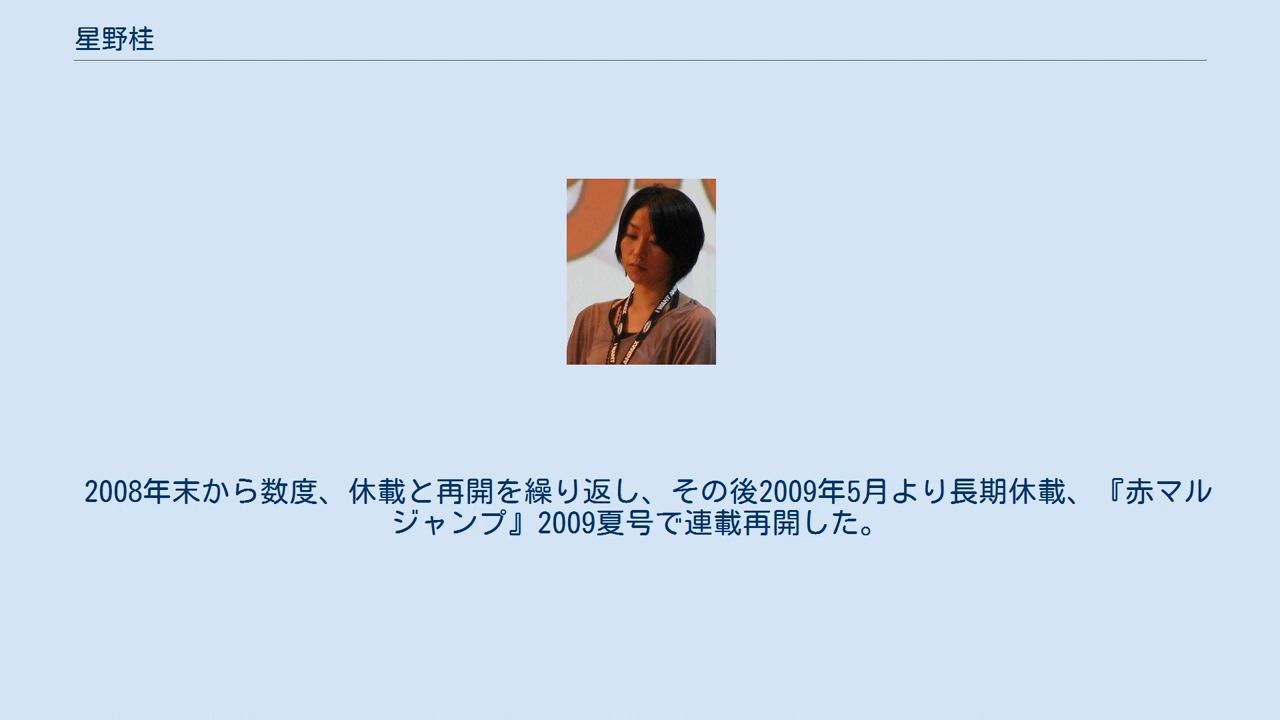 星野桂
2008年末から数度、休載と再開を繰り返し、その後2009年5月より長期休載、『赤マル
ジャンプ』2009夏号で連載再開した。